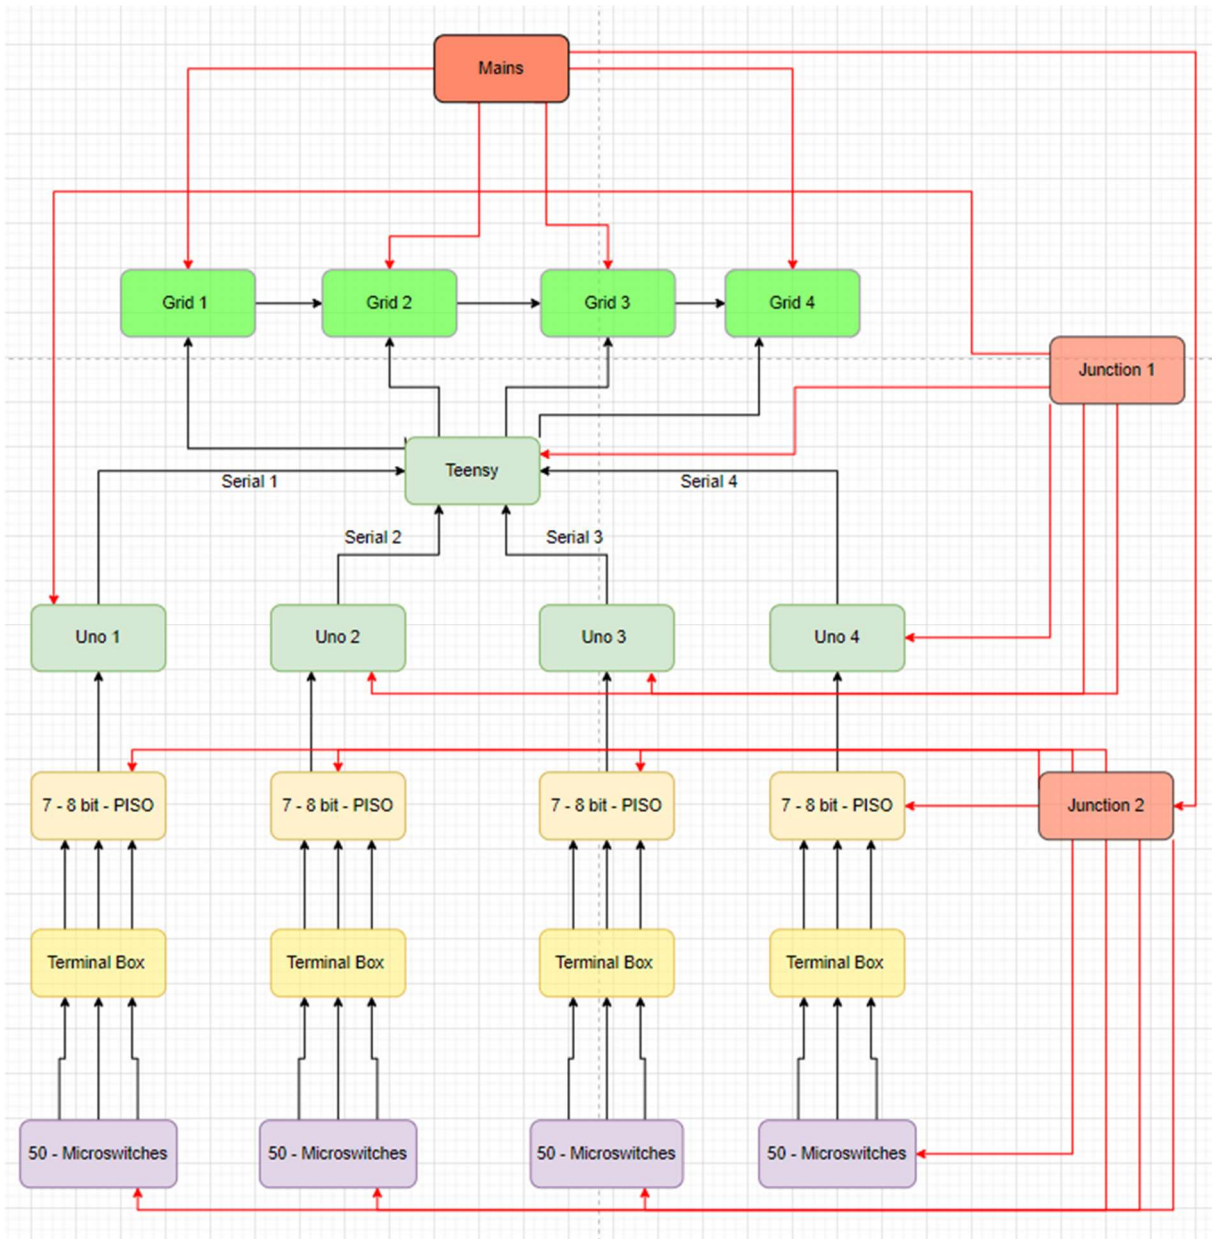 Mains
Grid 1
Grid 2
Grid 3
Grid 4
Junction 1
Teensy
Serial 1
Serial 4
Serial 2
Serial 3
Uno 1
Uno 2
Uno 3
Uno 4
7 - 8 bit - PISO
7 - 8 bit - PISO
7 - 8 bit - PISO
7 - 8 bit - PISO
Junction 2
Terminal Box
Terminal Box
Terminal Box
Terminal Box
50 - Microswitches
50 - Microswitches
50 - Microswitches
50 - Microswitches